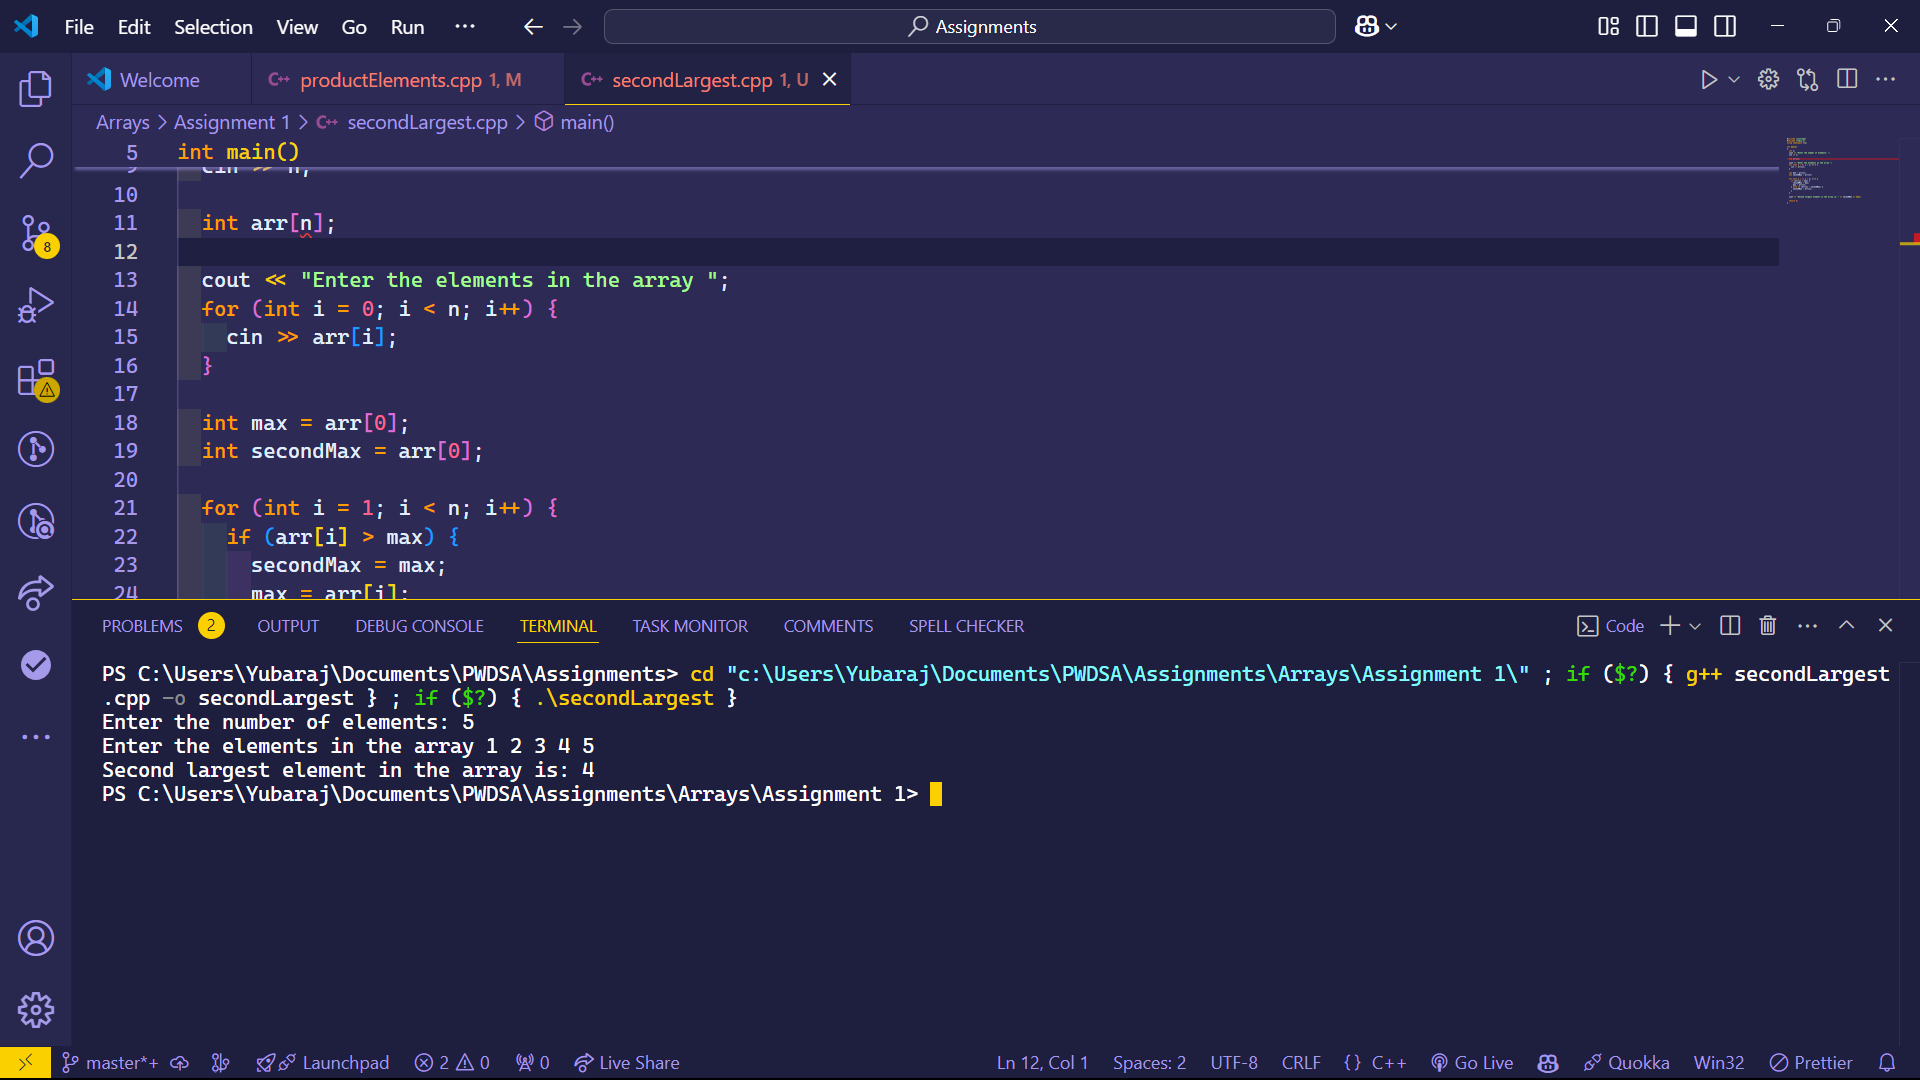 File Edit Selection View Go Run ··· Assignments
Welcome productElements.cpp 1, M secondLargest.cpp 1, U
Arrays > Assignment 1 > C++ secondLargest.cpp > main()
5 int main()
cin >> n;
10
11 int arr[n];
12
13 cout << "Enter the elements in the array ";
14 for (int i = 0; i < n; i++) {
15 cin >> arr[i];
16 }
17
18 int max = arr[0];
19 int secondMax = arr[0];
20
21 for (int i = 1; i < n; i++) {
22 if (arr[i] > max) {
23 secondMax = max;
24 max = arr[i];
PROBLEMS 2 OUTPUT DEBUG CONSOLE TERMINAL TASK MONITOR COMMENTS SPELL CHECKER Code
PS C:\Users\Yubaraj\Documents\PWDSA\Assignments> cd "c:\Users\Yubaraj\Documents\PWDSA\Assignments\Arrays\Assignment 1\" ; if ($?) { g++ secondLargest
.cpp -o secondLargest } ; if ($?) { .\secondLargest }
Enter the number of elements: 5
Enter the elements in the array 1 2 3 4 5
Second largest element in the array is: 4
PS C:\Users\Yubaraj\Documents\PWDSA\Assignments\Arrays\Assignment 1>
8
master*+ Launchpad 2 0 0 Live Share Ln 12, Col 1 Spaces: 2 UTF-8 CRLF {} C++ Go Live Quokka Win32 Prettier